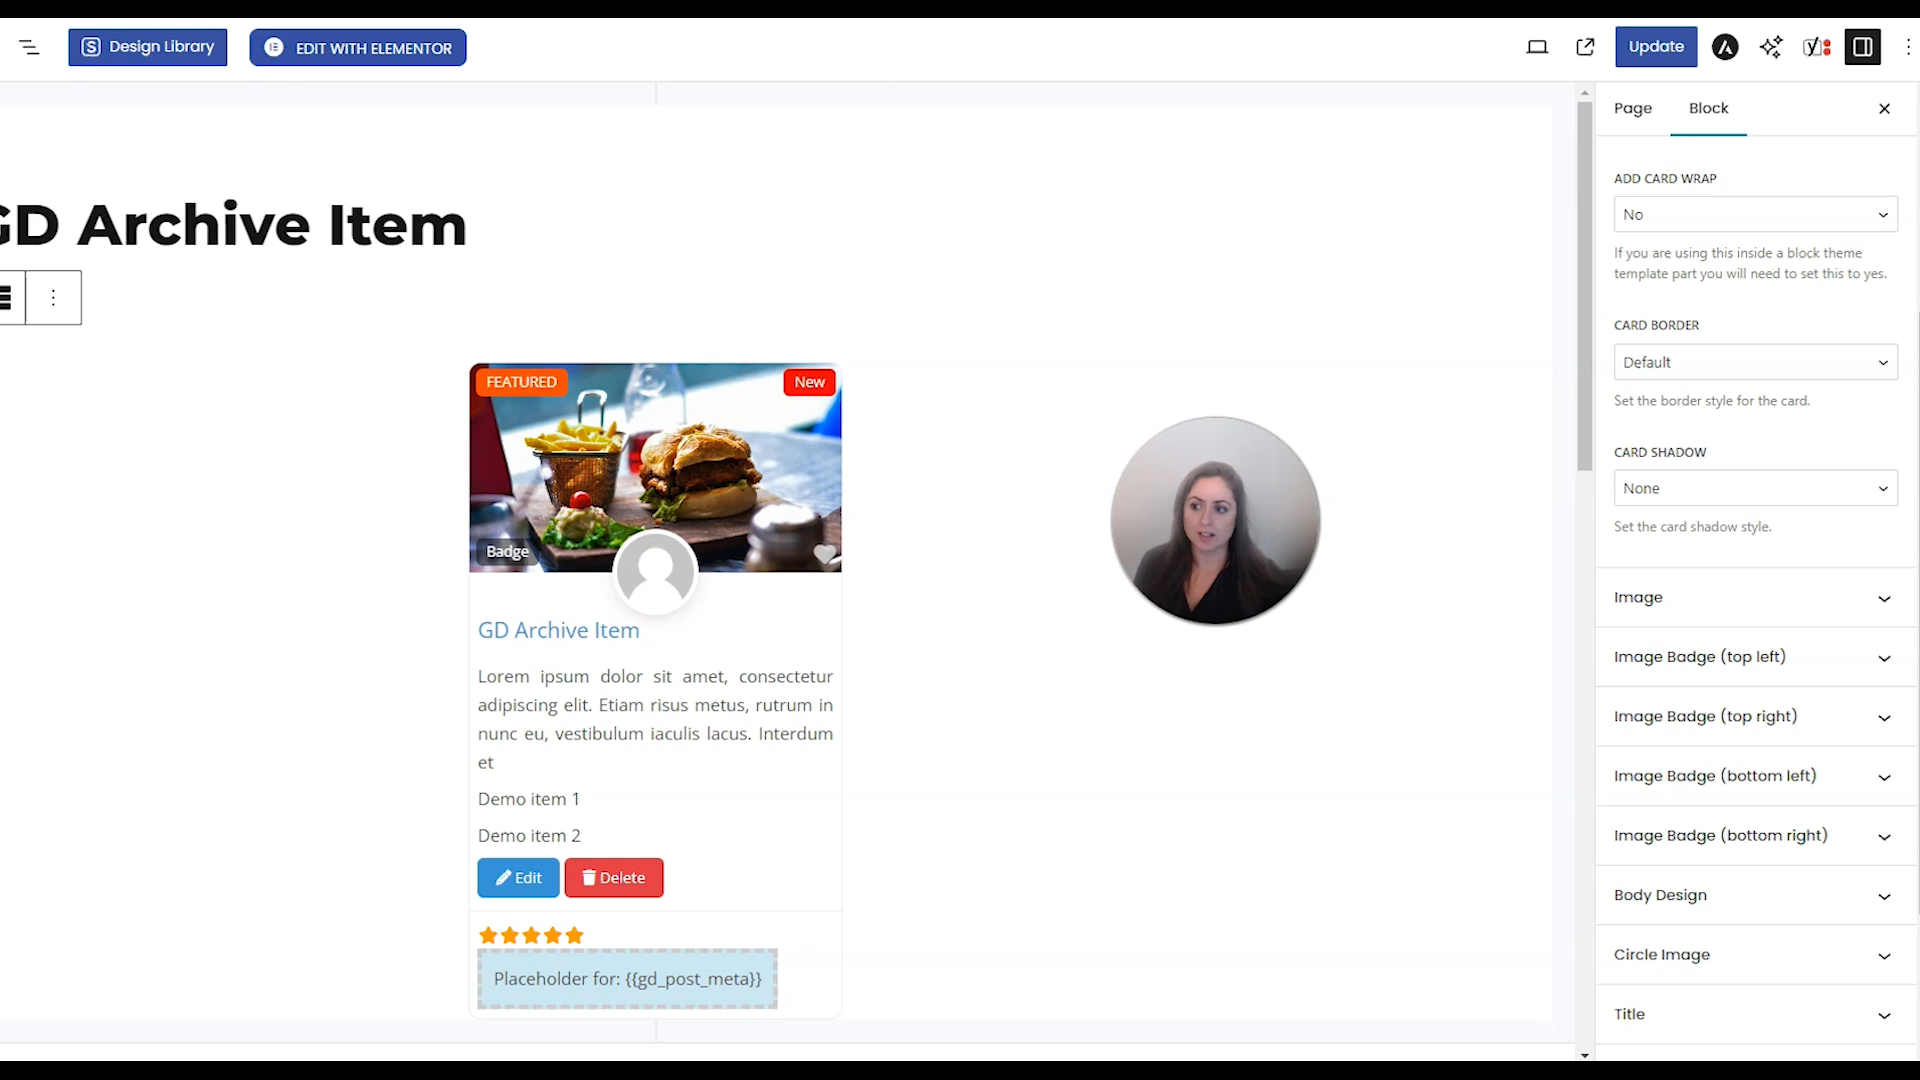 Design Library
EDIT WITH ELEMENTOR
Update
Page
Block
GD Archive Item
ADD CARD WRAP
No
If you are using this inside a block theme
template part you will need to set this to yes.
CARD BORDER
Default
Set the border style for the card.
CARD SHADOW
None
Set the card shadow style.
Image
Image Badge (top left)
Image Badge (top right)
Image Badge (bottom left)
Image Badge (bottom right)
Body Design
Circle Image
Title
FEATURED
New
Badge
GD Archive Item
Lorem ipsum dolor sit amet, consectetur
adipiscing elit. Etiam risus metus, rutrum in
nunc eu, vestibulum iaculis lacus. Interdum
et
Demo item 1
Demo item 2
Edit
Delete
Placeholder for: {{gd_post_meta}}